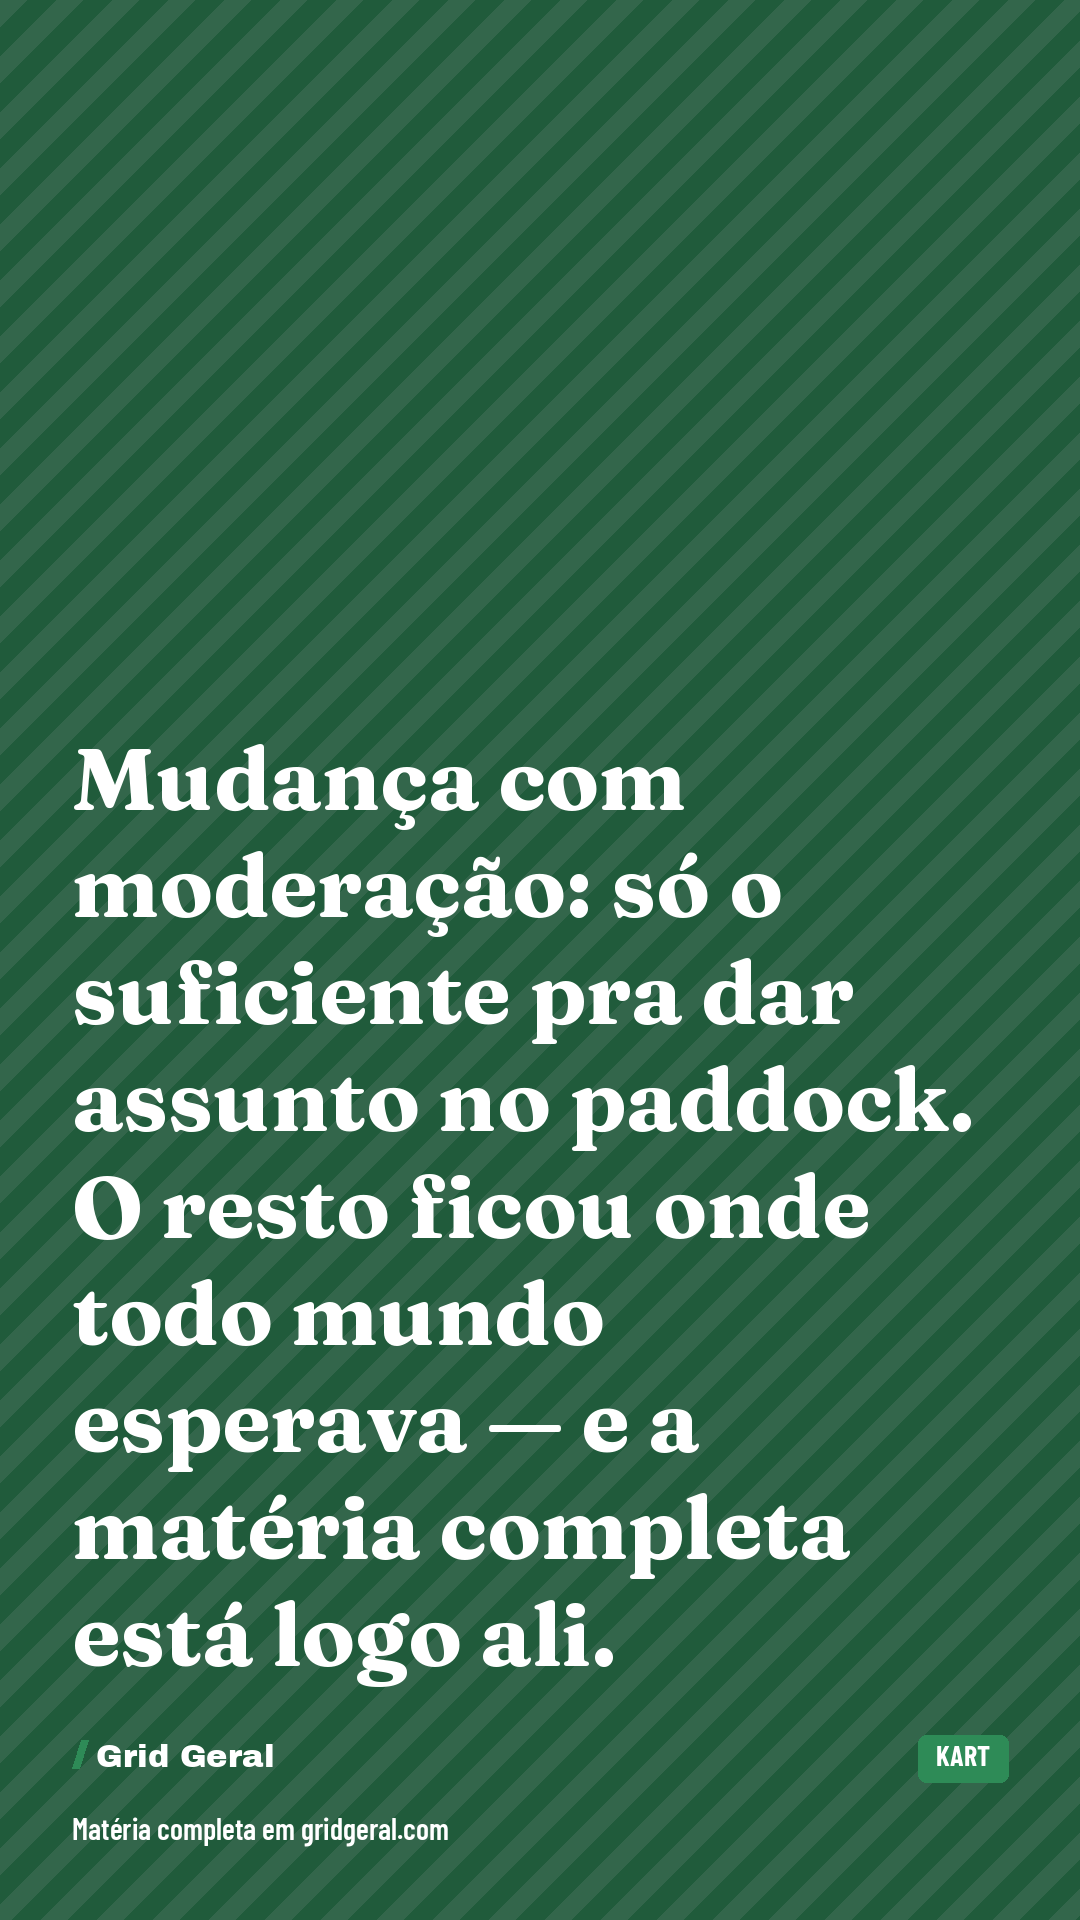 Mudança com
moderação: só o
suficiente pra dar
assunto no paddock.
O resto ficou onde
todo mundo
esperava — e a
matéria completa
está logo ali.
/ Grid Geral
KART
Matéria completa em gridgeral.com